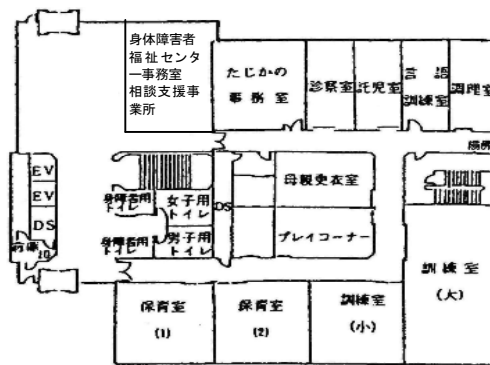 身体障害者
福祉センタ
ー事務室
相談支援事
業所
たじかの
事務室
診察室
託児室
言語
訓練室
調理室
EV
EV
DS
身障者用
トイレ
女子用
トイレ
身障者用
トイレ
男子用
トイレ
DS
母親更衣室
プレイコーナー
訓練室
(大)
保育室
(1)
保育室
(2)
訓練室
(小)